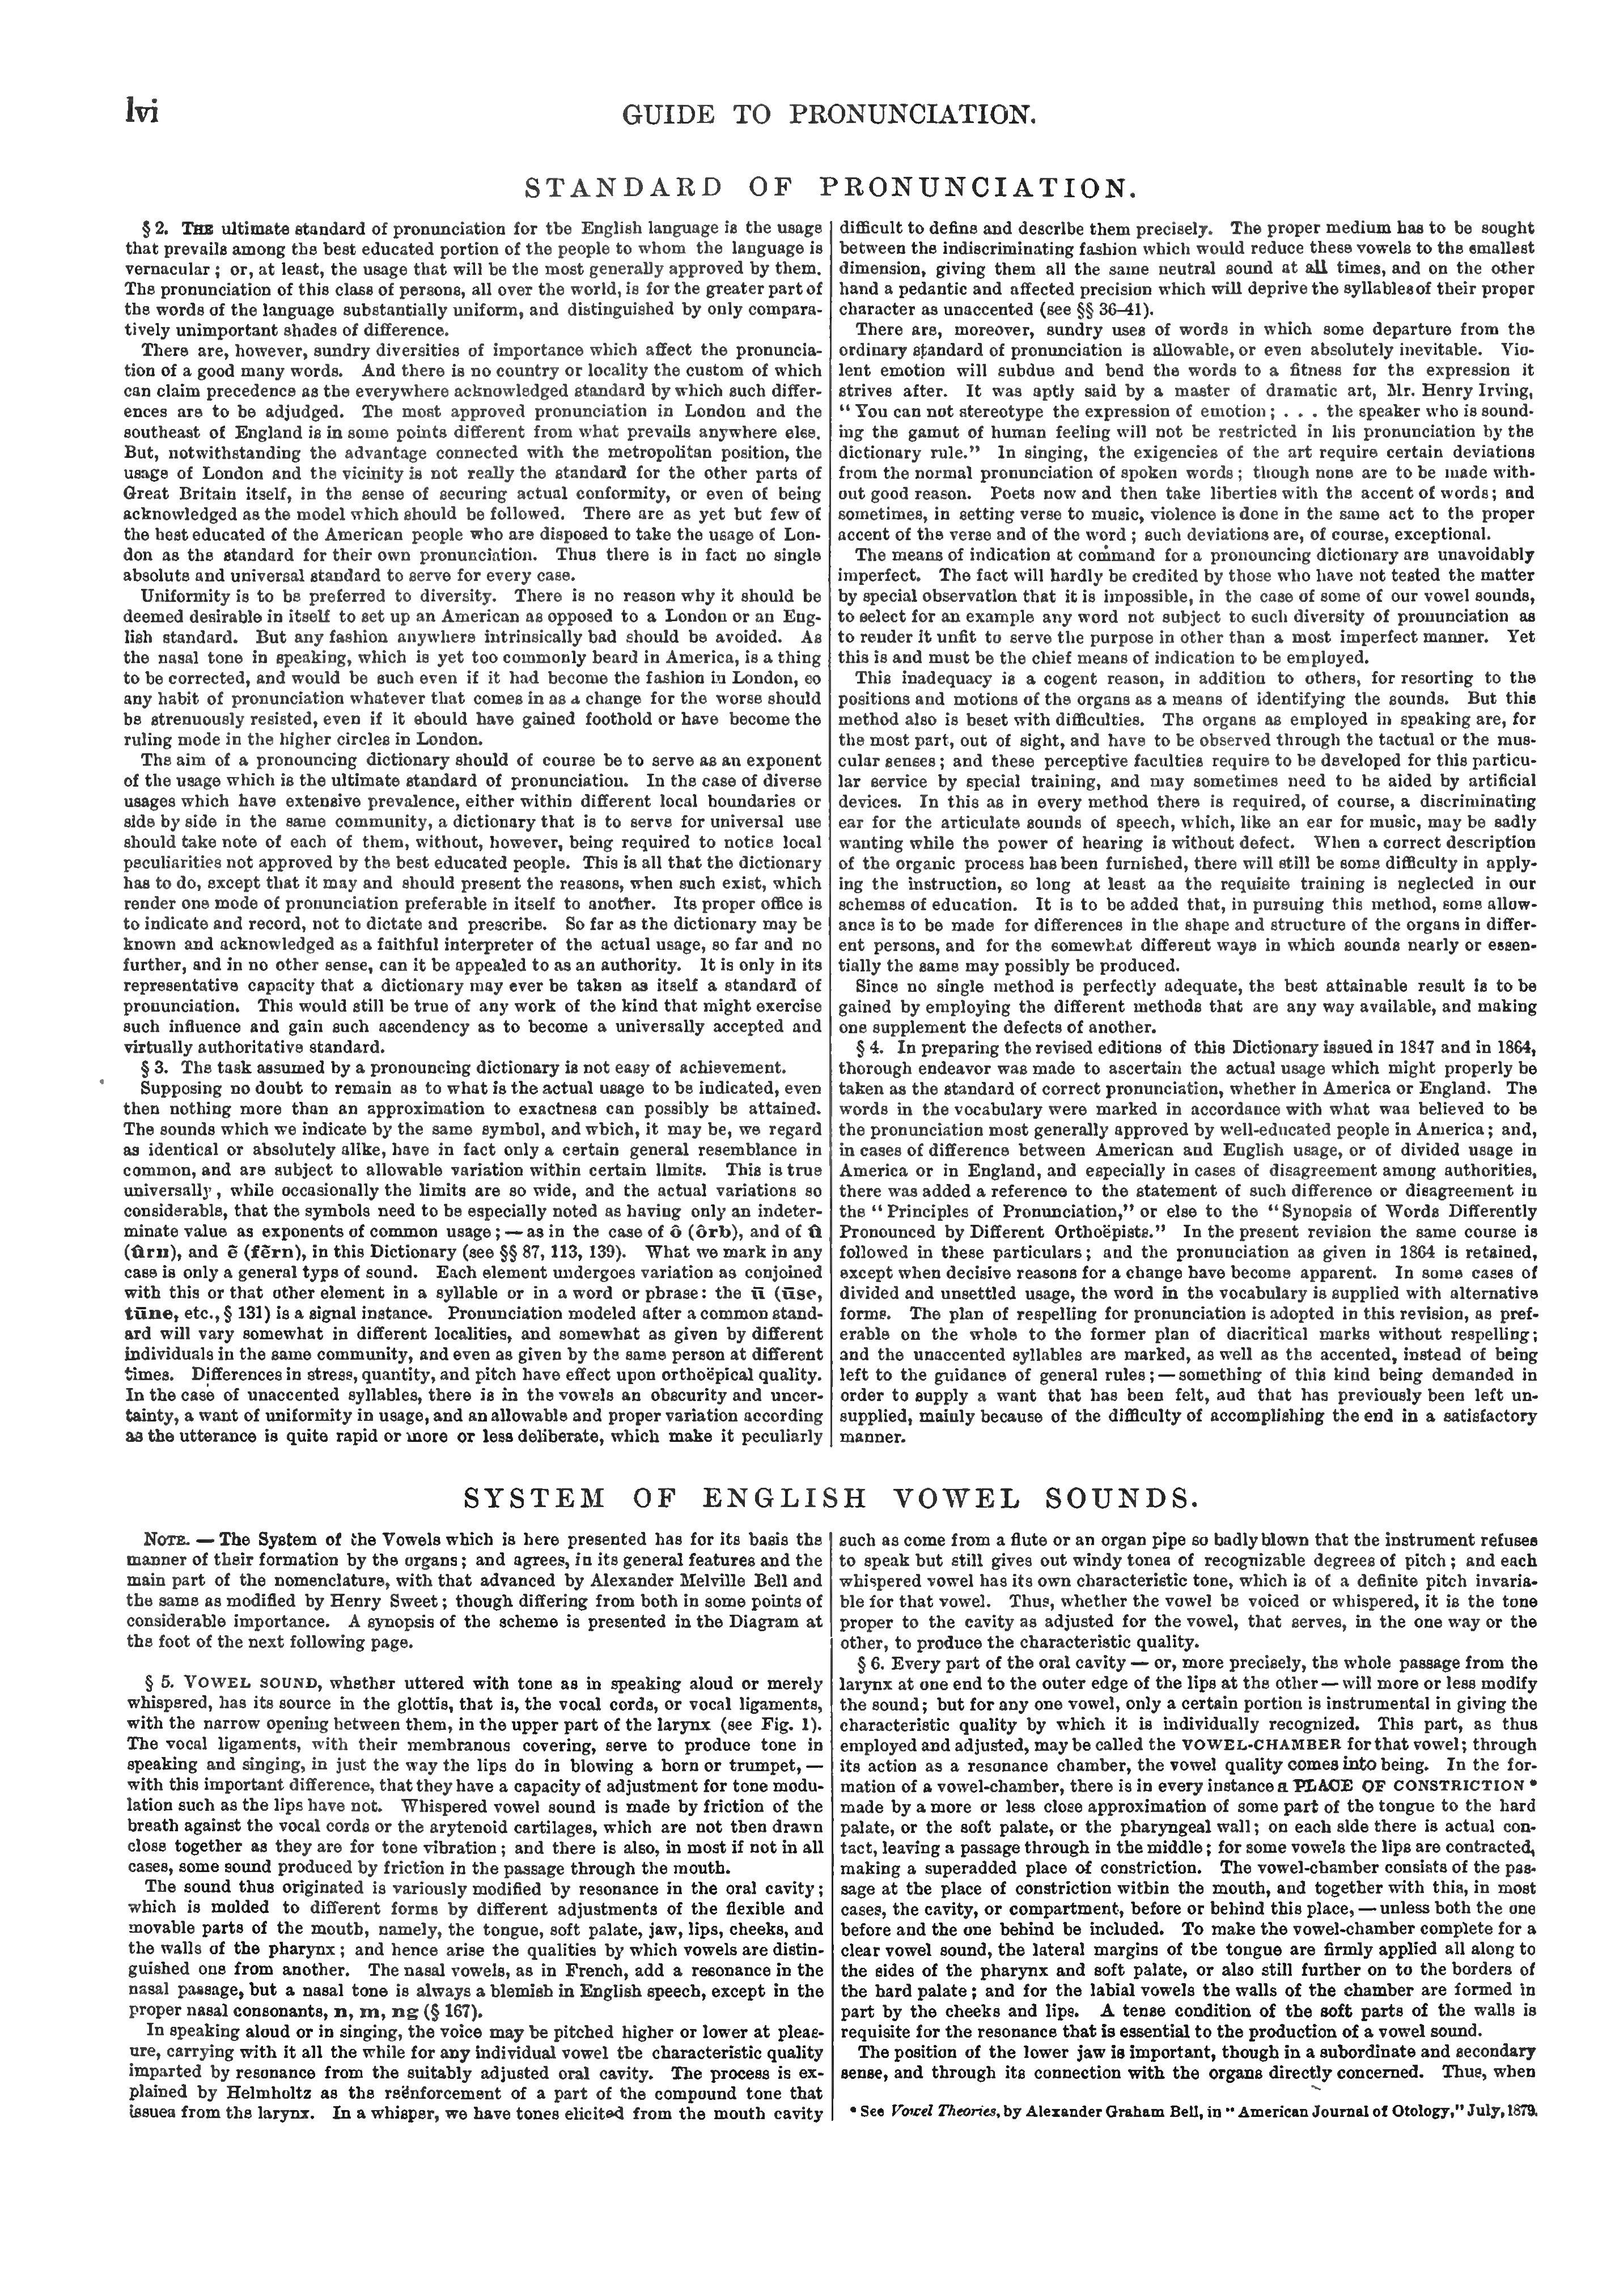 lvi
GUIDE TO PRONUNCIATION.
STANDARD OF PRONUNCIATION.
§ 2. THE ultimate standard of pronunciation for the English language is the usage
that prevails among the best educated portion of the people to whom the language is
vernacular; or, at least, the usage that will be the most generally approved by them.
The pronunciation of this class of persons, all over the world, is for the greater part of
the words of the language substantially uniform, and distinguished by only compara-
tively unimportant shades of difference.
There are, however, sundry diversities of importance which affect the pronuncia-
tion of a good many words. And there is no country or locality the custom of which
can claim precedence as the everywhere acknowledged standard by which such differ-
ences are to be adjudged. The most approved pronunciation in London and the
southeast of England is in some points different from what prevails anywhere else.
But, notwithstanding the advantage connected with the metropolitan position, the
usage of London and the vicinity is not really the standard for the other parts of
Great Britain itself, in the sense of securing actual conformity, or even of being
acknowledged as the model which should be followed. There are as yet but few of
the best educated of the American people who are disposed to take the usage of Lon-
don as the standard for their own pronunciation. Thus there is in fact no single
absolute and universal standard to serve for every case.
Uniformity is to be preferred to diversity. There is no reason why it should be
deemed desirable in itself to set up an American as opposed to a London or an Eng-
lish standard. But any fashion anywhere intrinsically bad should be avoided. As
the nasal tone in speaking, which is yet too commonly heard in America, is a thing
to be corrected, and would be such even if it had become the fashion in London, so
any habit of pronunciation whatever that comes in as a change for the worse should
be strenuously resisted, even if it should have gained foothold or have become the
ruling mode in the higher circles in London.
The aim of a pronouncing dictionary should of course be to serve as an exponent
of the usage which is the ultimate standard of pronunciation. In the case of diverse
usages which have extensive prevalence, either within different local boundaries or
side by side in the same community, a dictionary that is to serve for universal use
should take note of each of them, without, however, being required to notice local
peculiarities not approved by the best educated people. This is all that the dictionary
has to do, except that it may and should present the reasons, when such exist, which
render one mode of pronunciation preferable in itself to another. Its proper office is
to indicate and record, not to dictate and prescribe. So far as the dictionary may be
known and acknowledged as a faithful interpreter of the actual usage, so far and no
further, and in no other sense, can it be appealed to as an authority. It is only in its
representative capacity that a dictionary may ever be taken as itself a standard of
pronunciation. This would still be true of any work of the kind that might exercise
such influence and gain such ascendency as to become a universally accepted and
virtually authoritative standard.
§ 3. The task assumed by a pronouncing dictionary is not easy of achievement.
Supposing no doubt to remain as to what is the actual usage to be indicated, even
then nothing more than an approximation to exactness can possibly be attained.
The sounds which we indicate by the same symbol, and which, it may be, we regard
as identical or absolutely alike, have in fact only a certain general resemblance in
common, and are subject to allowable variation within certain limits. This is true
universally, while occasionally the limits are so wide, and the actual variations so
considerable, that the symbols need to be especially noted as having only an indeter-
minate value as exponents of common usage; — as in the case of ô (ôrb), and of û
(ûrn), and ẽ (fẽrn), in this Dictionary (see §§ 87, 113, 139). What we mark in any
case is only a general type of sound. Each element undergoes variation as conjoined
with this or that other element in a syllable or in a word or phrase: the ū (ūse,
tūne, etc., § 131) is a signal instance. Pronunciation modeled after a common stand-
ard will vary somewhat in different localities, and somewhat as given by different
individuals in the same community, and even as given by the same person at different
times. Differences in stress, quantity, and pitch have effect upon orthoëpical quality.
In the case of unaccented syllables, there is in the vowels an obscurity and uncer-
tainty, a want of uniformity in usage, and an allowable and proper variation according
as the utterance is quite rapid or more or less deliberate, which make it peculiarly
difficult to define and describe them precisely. The proper medium has to be sought
between the indiscriminating fashion which would reduce these vowels to the smallest
dimension, giving them all the same neutral sound at all times, and on the other
hand a pedantic and affected precision which will deprive the syllables of their proper
character as unaccented (see §§ 36–41).
There are, moreover, sundry uses of words in which some departure from the
ordinary standard of pronunciation is allowable, or even absolutely inevitable. Vio-
lent emotion will subdue and bend the words to a fitness for the expression it
strives after. It was aptly said by a master of dramatic art, Mr. Henry Irving,
"You can not stereotype the expression of emotion; . . . the speaker who is sound-
ing the gamut of human feeling will not be restricted in his pronunciation by the
dictionary rule." In singing, the exigencies of the art require certain deviations
from the normal pronunciation of spoken words; though none are to be made with-
out good reason. Poets now and then take liberties with the accent of words; and
sometimes, in setting verse to music, violence is done in the same act to the proper
accent of the verse and of the word; such deviations are, of course, exceptional.
The means of indication at command for a pronouncing dictionary are unavoidably
imperfect. The fact will hardly be credited by those who have not tested the matter
by special observation that it is impossible, in the case of some of our vowel sounds,
to select for an example any word not subject to such diversity of pronunciation as
to render it unfit to serve the purpose in other than a most imperfect manner. Yet
this is and must be the chief means of indication to be employed.
This inadequacy is a cogent reason, in addition to others, for resorting to the
positions and motions of the organs as a means of identifying the sounds. But this
method also is beset with difficulties. The organs as employed in speaking are, for
the most part, out of sight, and have to be observed through the tactual or the mus-
cular senses; and these perceptive faculties require to be developed for this particu-
lar service by special training, and may sometimes need to be aided by artificial
devices. In this as in every method there is required, of course, a discriminating
ear for the articulate sounds of speech, which, like an ear for music, may be sadly
wanting while the power of hearing is without defect. When a correct description
of the organic process has been furnished, there will still be some difficulty in apply-
ing the instruction, so long at least as the requisite training is neglected in our
schemes of education. It is to be added that, in pursuing this method, some allow-
ance is to be made for differences in the shape and structure of the organs in differ-
ent persons, and for the somewhat different ways in which sounds nearly or essen-
tially the same may possibly be produced.
Since no single method is perfectly adequate, the best attainable result is to be
gained by employing the different methods that are any way available, and making
one supplement the defects of another.
§ 4. In preparing the revised editions of this Dictionary issued in 1847 and in 1864,
thorough endeavor was made to ascertain the actual usage which might properly be
taken as the standard of correct pronunciation, whether in America or England. The
words in the vocabulary were marked in accordance with what was believed to be
the pronunciation most generally approved by well-educated people in America; and,
in cases of difference between American and English usage, or of divided usage in
America or in England, and especially in cases of disagreement among authorities,
there was added a reference to the statement of such difference or disagreement in
the "Principles of Pronunciation," or else to the "Synopsis of Words Differently
Pronounced by Different Orthoëpists." In the present revision the same course is
followed in these particulars; and the pronunciation as given in 1864 is retained,
except when decisive reasons for a change have become apparent. In some cases of
divided and unsettled usage, the word in the vocabulary is supplied with alternative
forms. The plan of respelling for pronunciation is adopted in this revision, as pref-
erable on the whole to the former plan of diacritical marks without respelling;
and the unaccented syllables are marked, as well as the accented, instead of being
left to the guidance of general rules; — something of this kind being demanded in
order to supply a want that has been felt, and that has previously been left un-
supplied, mainly because of the difficulty of accomplishing the end in a satisfactory
manner.
SYSTEM OF ENGLISH VOWEL SOUNDS.
NOTE. — The System of the Vowels which is here presented has for its basis the
manner of their formation by the organs; and agrees, in its general features and the
main part of the nomenclature, with that advanced by Alexander Melville Bell and
the same as modified by Henry Sweet; though differing from both in some points of
considerable importance. A synopsis of the scheme is presented in the Diagram at
the foot of the next following page.
§ 5. VOWEL SOUND, whether uttered with tone as in speaking aloud or merely
whispered, has its source in the glottis, that is, the vocal cords, or vocal ligaments,
with the narrow opening between them, in the upper part of the larynx (see Fig. 1).
The vocal ligaments, with their membranous covering, serve to produce tone in
speaking and singing, in just the way the lips do in blowing a horn or trumpet, —
with this important difference, that they have a capacity of adjustment for tone modu-
lation such as the lips have not. Whispered vowel sound is made by friction of the
breath against the vocal cords or the arytenoid cartilages, which are not then drawn
close together as they are for tone vibration; and there is also, in most if not in all
cases, some sound produced by friction in the passage through the mouth.
The sound thus originated is variously modified by resonance in the oral cavity;
which is molded to different forms by different adjustments of the flexible and
movable parts of the mouth, namely, the tongue, soft palate, jaw, lips, cheeks, and
the walls of the pharynx; and hence arise the qualities by which vowels are distin-
guished one from another. The nasal vowels, as in French, add a resonance in the
nasal passage, but a nasal tone is always a blemish in English speech, except in the
proper nasal consonants, n, m, ng (§ 167).
In speaking aloud or in singing, the voice may be pitched higher or lower at pleas-
ure, carrying with it all the while for any individual vowel the characteristic quality
imparted by resonance from the suitably adjusted oral cavity. The process is ex-
plained by Helmholtz as the reënforcement of a part of the compound tone that
issues from the larynx. In a whisper, we have tones elicited from the mouth cavity
such as come from a flute or an organ pipe so badly blown that the instrument refuses
to speak but still gives out windy tones of recognizable degrees of pitch; and each
whispered vowel has its own characteristic tone, which is of a definite pitch invaria-
ble for that vowel. Thus, whether the vowel be voiced or whispered, it is the tone
proper to the cavity as adjusted for the vowel, that serves, in the one way or the
other, to produce the characteristic quality.
§ 6. Every part of the oral cavity — or, more precisely, the whole passage from the
larynx at one end to the outer edge of the lips at the other — will more or less modify
the sound; but for any one vowel, only a certain portion is instrumental in giving the
characteristic quality by which it is individually recognized. This part, as thus
employed and adjusted, may be called the VOWEL-CHAMBER for that vowel; through
its action as a resonance chamber, the vowel quality comes into being. In the for-
mation of a vowel-chamber, there is in every instance a PLACE OF CONSTRICTION *
made by a more or less close approximation of some part of the tongue to the hard
palate, or the soft palate, or the pharyngeal wall; on each side there is actual con-
tact, leaving a passage through in the middle; for some vowels the lips are contracted,
making a superadded place of constriction. The vowel-chamber consists of the pas-
sage at the place of constriction within the mouth, and together with this, in most
cases, the cavity, or compartment, before or behind this place, — unless both the one
before and the one behind be included. To make the vowel-chamber complete for a
clear vowel sound, the lateral margins of the tongue are firmly applied all along to
the sides of the pharynx and soft palate, or also still further on to the borders of
the hard palate; and for the labial vowels the walls of the chamber are formed in
part by the cheeks and lips. A tense condition of the soft parts of the walls is
requisite for the resonance that is essential to the production of a vowel sound.
The position of the lower jaw is important, though in a subordinate and secondary
sense, and through its connection with the organs directly concerned. Thus, when
* See Vowel Theories, by Alexander Graham Bell, in "American Journal of Otology," July, 1879.